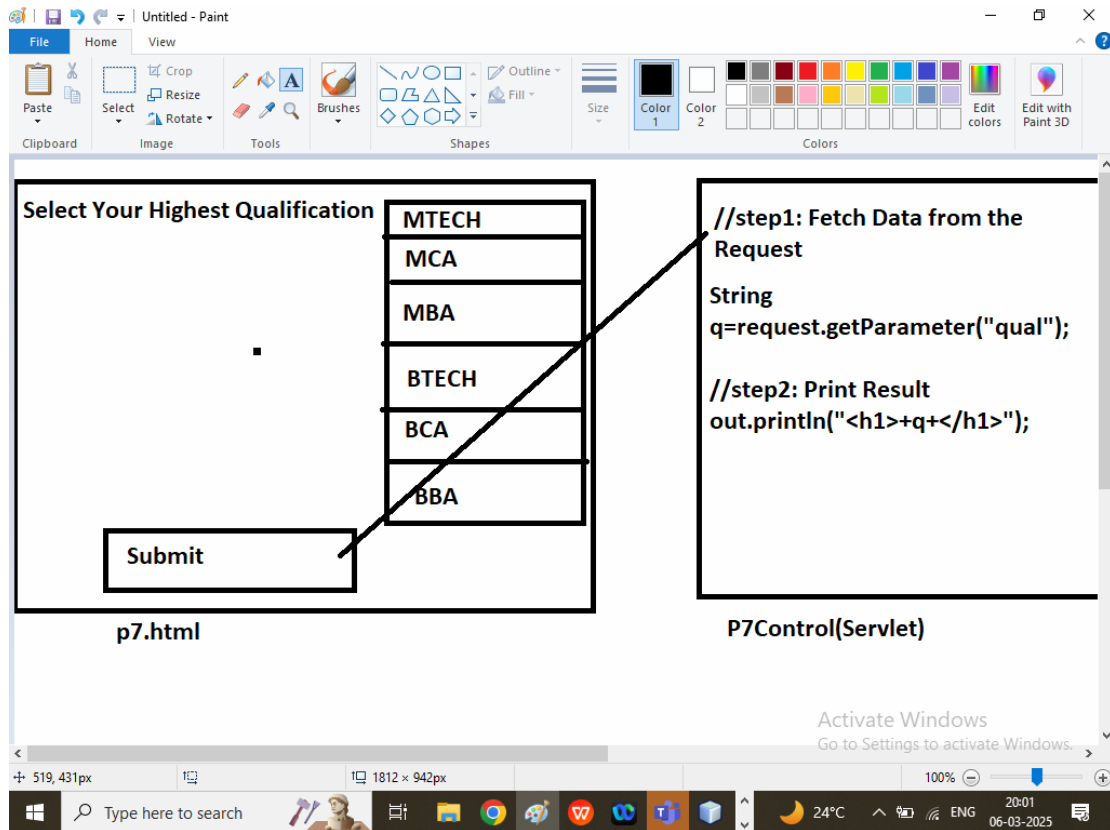 Untitled - Paint
File Home View
Paste
Clipboard
Select
Crop
Resize
Rotate
Image
Tools
Brushes
Outline
Fill
Shapes
Size
Color 1
Color 2
Edit colors
Colors
Edit with Paint 3D
Select Your Highest Qualification
MTECH
MCA
MBA
BTECH
BCA
BBA
Submit
p7.html
//step1: Fetch Data from the
Request
String
q=request.getParameter("qual");
//step2: Print Result
out.println("<h1>+q+</h1>");
P7Control(Servlet)
Activate Windows
Go to Settings to activate Windows.
519, 431px
1812 × 942px
100%
Type here to search
24°C
ENG
20:01
06-03-2025